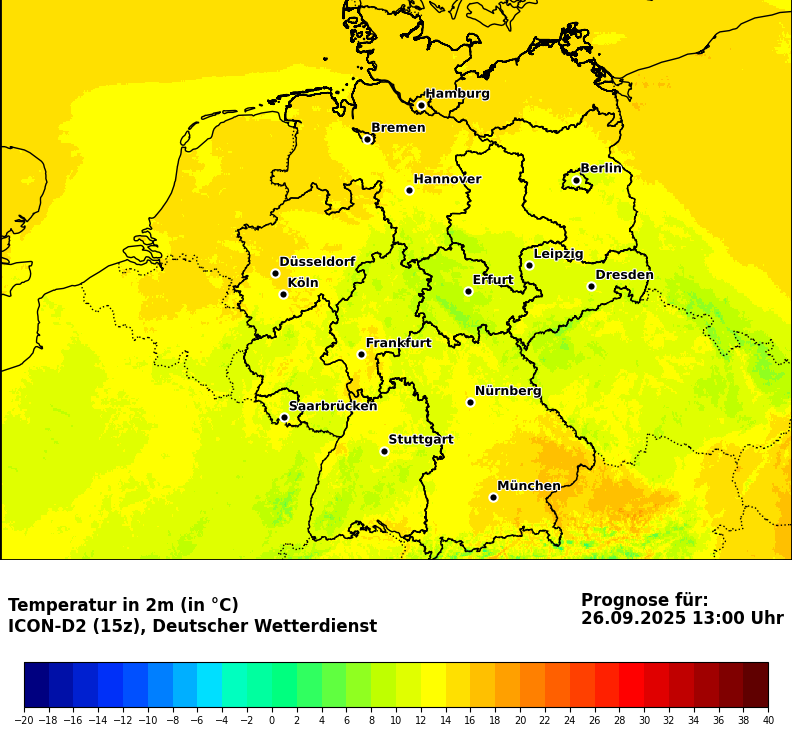 Hamburg
Bremen
Berlin
Hannover
Leipzig
Düsseldorf
Dresden
Köln
Erfurt
Frankfurt
Nürnberg
Saarbrücken
Stuttgart
München
Temperatur in 2m (in °C)
ICON-D2 (15z), Deutscher Wetterdienst
Prognose für:
26.09.2025 13:00 Uhr
−20 −18 −16 −14 −12 −10 −8 −6 −4 −2 0 2 4 6 8 10 12 14 16 18 20 22 24 26 28 30 32 34 36 38 40